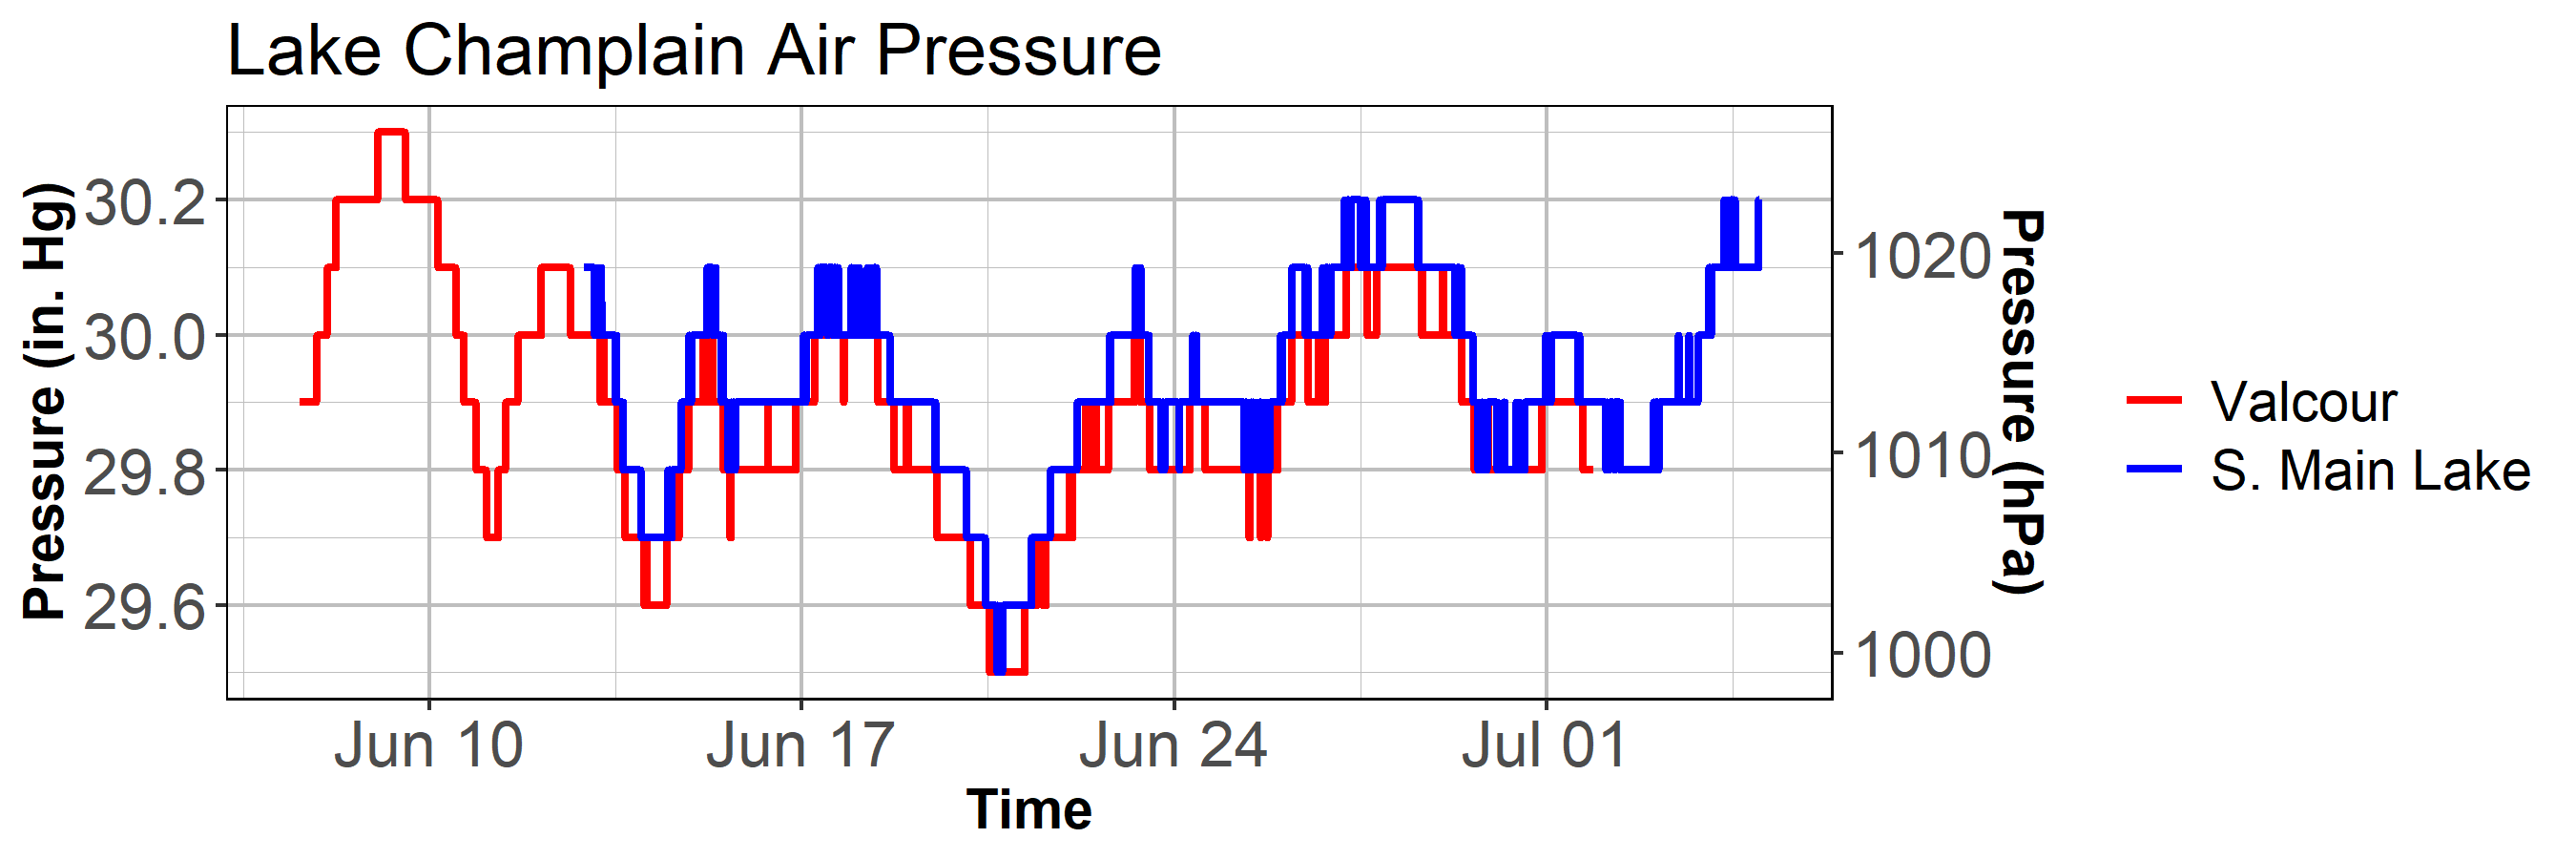 Lake Champlain Air Pressure
Pressure (in. Hg)
30.2
30.0
29.8
29.6
1020
1010
1000
Pressure (hPa)
Jun 10
Jun 17
Jun 24
Jul 01
Time
Valcour
S. Main Lake